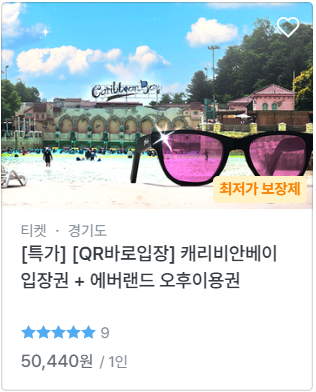 Caribbean Bay
최저가 보장제
티켓 · 경기도
[특가] [QR바로입장] 캐리비안베이
입장권 + 에버랜드 오후이용권
9
50,440원 / 1인